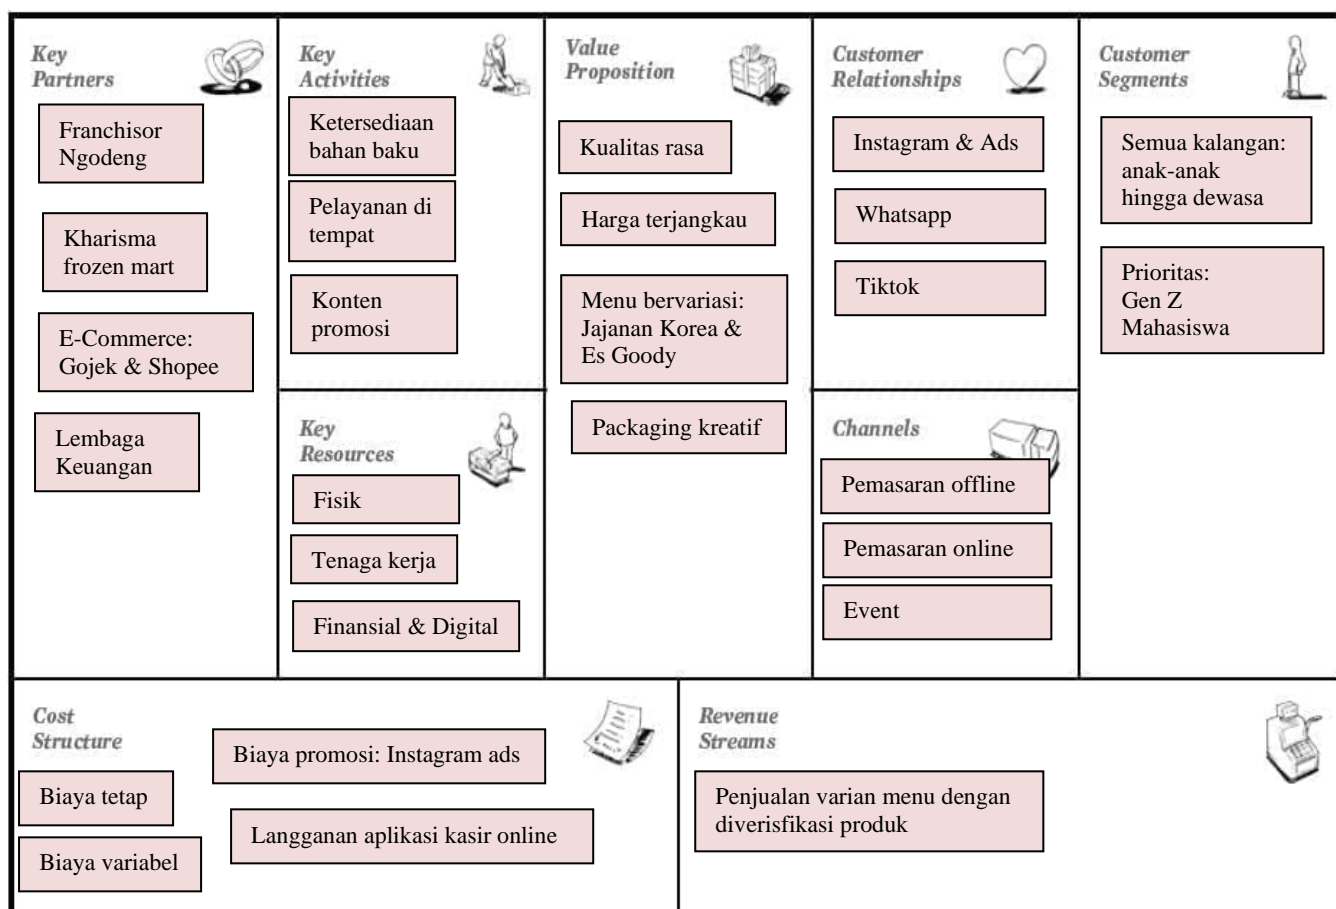 Key
Partners
Franchisor
Ngodeng
Kharisma
frozen mart
E-Commerce:
Gojek & Shopee
Lembaga
Keuangan
Key
Activities
Ketersediaan
bahan baku
Pelayanan di
tempat
Konten
promosi
Key
Resources
Fisik
Tenaga kerja
Finansial & Digital
Value
Proposition
Kualitas rasa
Harga terjangkau
Menu bervariasi:
Jajanan Korea &
Es Goody
Packaging kreatif
Customer
Relationships
Instagram & Ads
Whatsapp
Tiktok
Channels
Pemasaran offline
Pemasaran online
Event
Customer
Segments
Semua kalangan:
anak-anak
hingga dewasa
Prioritas:
Gen Z
Mahasiswa
Cost
Structure
Biaya tetap
Biaya variabel
Biaya promosi: Instagram ads
Langganan aplikasi kasir online
Revenue
Streams
Penjualan varian menu dengan
diverisfikasi produk